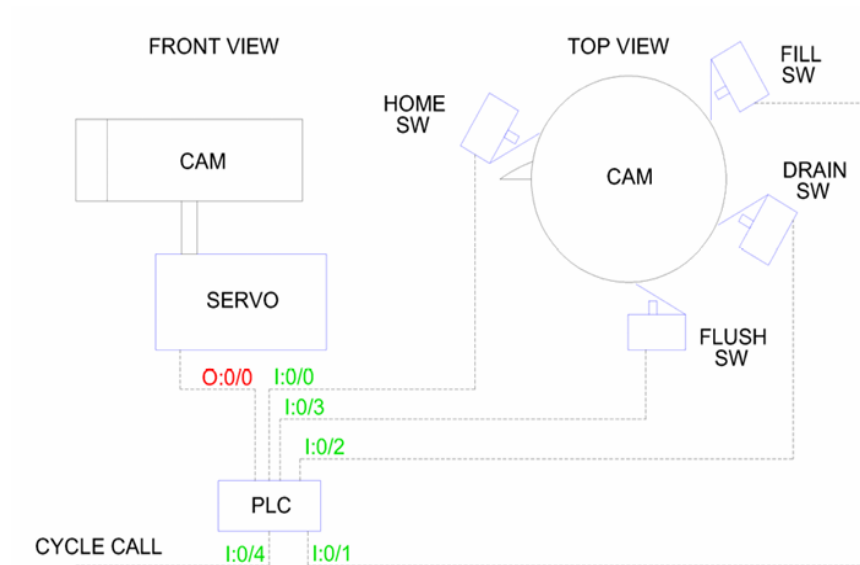 FRONT VIEW
TOP VIEW
FILL
SW
HOME
SW
CAM
CAM
DRAIN
SW
SERVO
FLUSH
SW
O:0/0
I:0/0
I:0/3
I:0/2
PLC
CYCLE CALL
I:0/4
I:0/1